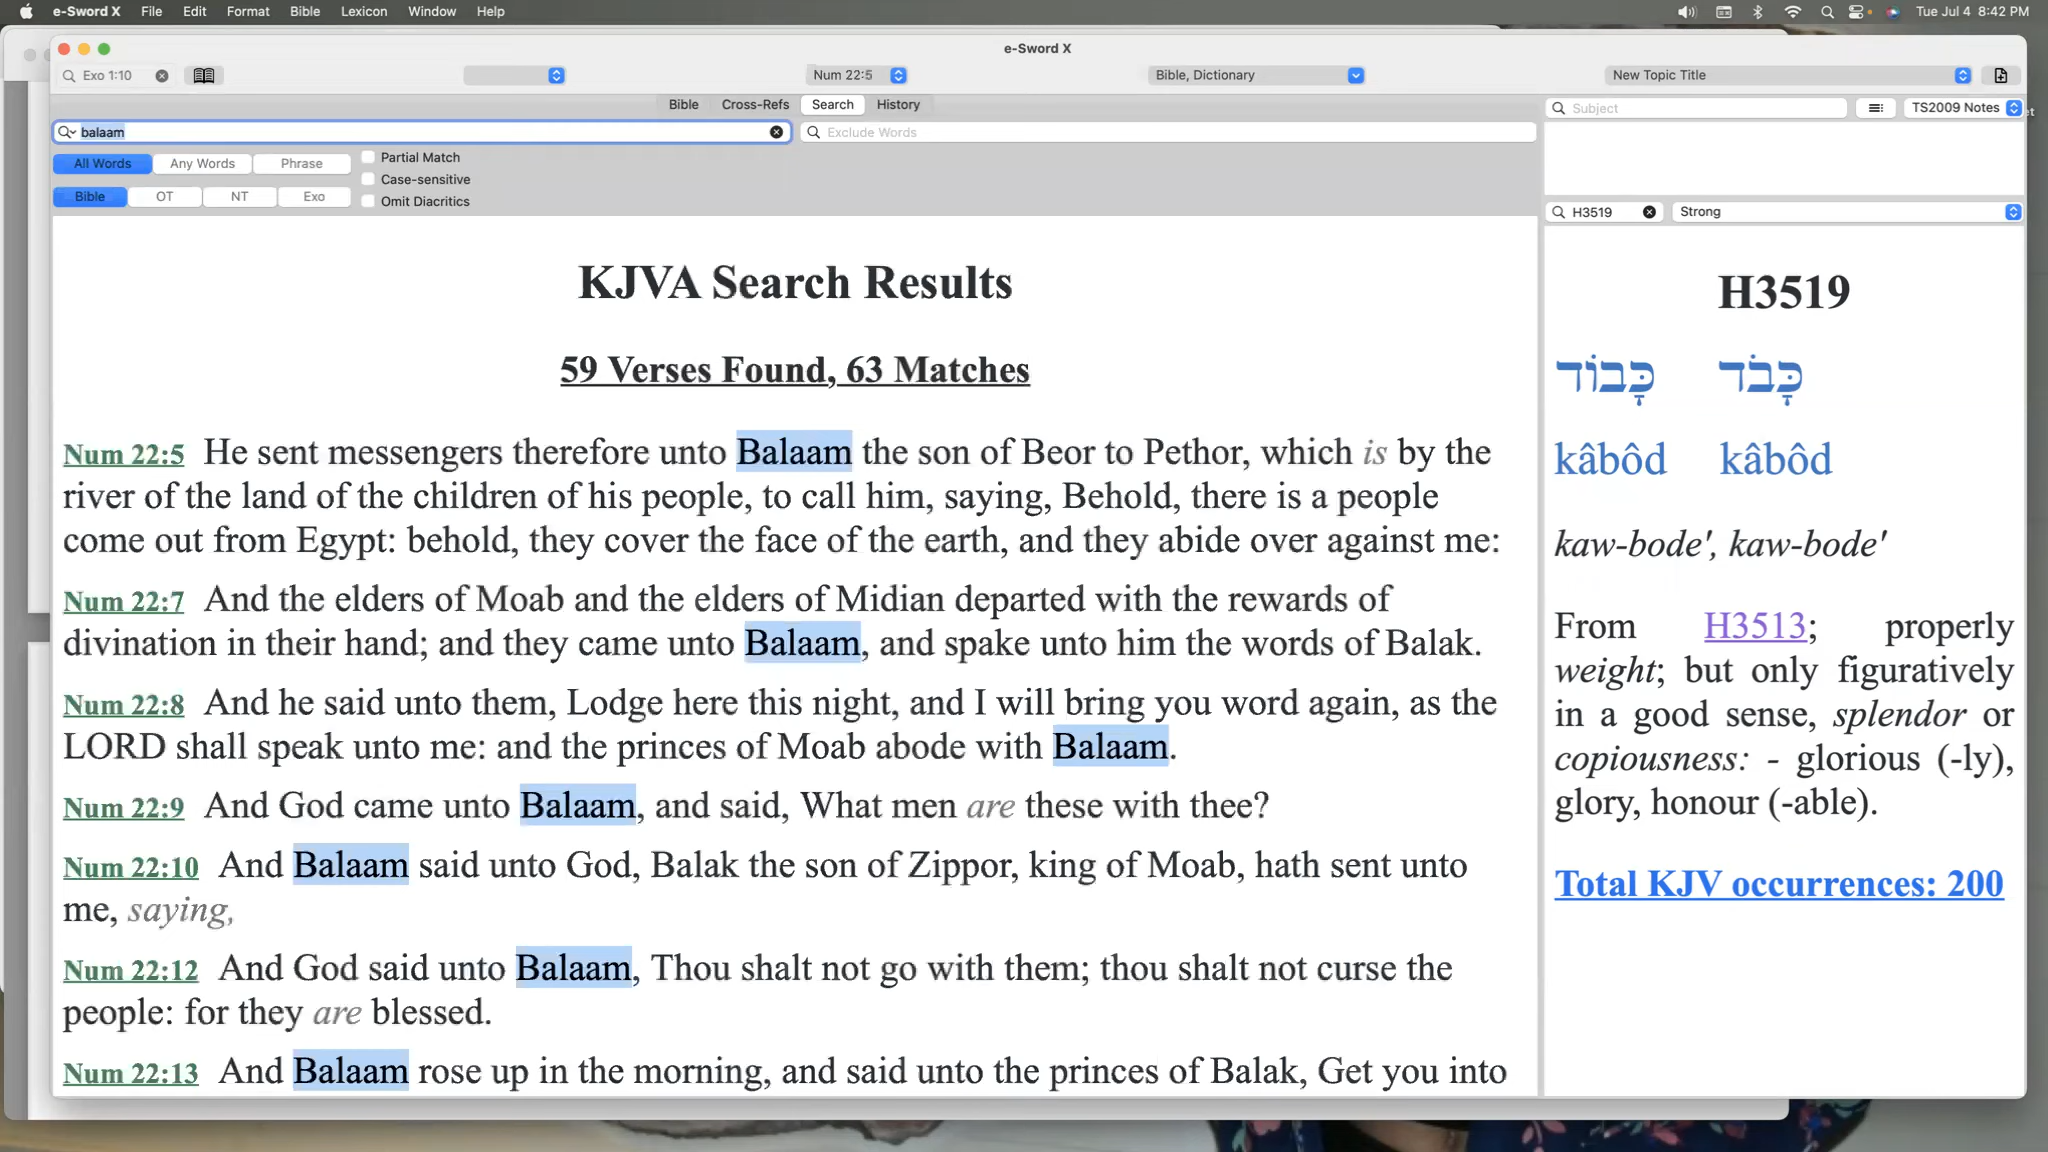 e-Sword X File Edit Format Bible Lexicon Window Help Tue Jul 4 8:42 PM
e-Sword X
Exo 1:10 Num 22:5 Bible, Dictionary New Topic Title
Bible Cross-Refs Search History
Subject TS2009 Notes
balaam Exclude Words
All Words Any Words Phrase Partial Match
Case-sensitive
Bible OT NT Exo Omit Diacritics
KJVA Search Results
59 Verses Found, 63 Matches
Num 22:5 He sent messengers therefore unto Balaam the son of Beor to Pethor, which is by the
river of the land of the children of his people, to call him, saying, Behold, there is a people
come out from Egypt: behold, they cover the face of the earth, and they abide over against me:
Num 22:7 And the elders of Moab and the elders of Midian departed with the rewards of
divination in their hand; and they came unto Balaam, and spake unto him the words of Balak.
Num 22:8 And he said unto them, Lodge here this night, and I will bring you word again, as the
LORD shall speak unto me: and the princes of Moab abode with Balaam.
Num 22:9 And God came unto Balaam, and said, What men are these with thee?
Num 22:10 And Balaam said unto God, Balak the son of Zippor, king of Moab, hath sent unto
me, saying,
Num 22:12 And God said unto Balaam, Thou shalt not go with them; thou shalt not curse the
people: for they are blessed.
Num 22:13 And Balaam rose up in the morning, and said unto the princes of Balak, Get you into
H3519 Strong
H3519
כָּבוֹד כָּבֹד
kâbôd kâbôd
kaw-bode', kaw-bode'
From H3513; properly
weight; but only figuratively
in a good sense, splendor or
copiousness: - glorious (-ly),
glory, honour (-able).
Total KJV occurrences: 200